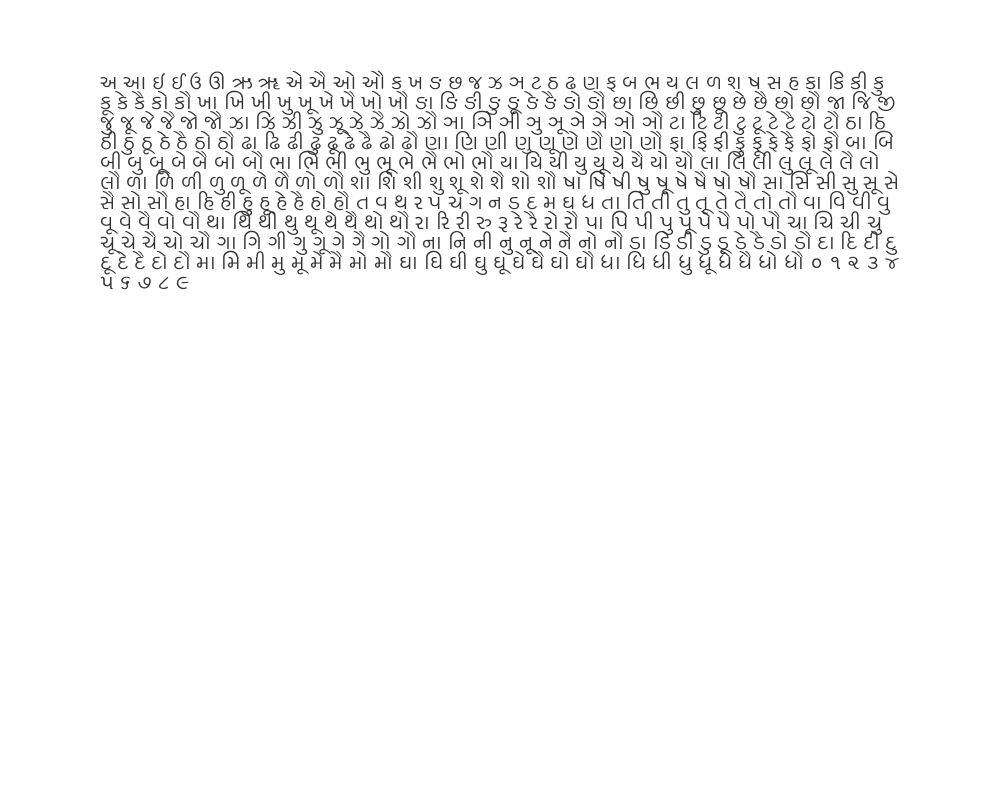 અ આ ઇ ઈ ઉ ઊ ઋ ૠ એ ઐ ઓ ઔ ક ખ ઙ છ જ ઝ ઞ ટ ઠ ઢ ણ ફ બ ભ ય લ ળ શ ષ સ હ કા કિ કી કુ
કૂ કે કૈ કો કૌ ખા ખિ ખી ખુ ખૂ ખે ખૈ ખો ખૌ ઙા ઙિ ઙી ઙુ ઙૂ ઙે ઙૈ ઙો ઙૌ છા છિ છી છુ છૂ છે છૈ છો છૌ જા જિ જી
જુ જૂ જે જૈ જો જૌ ઝા ઝિ ઝી ઝુ ઝૂ ઝે ઝૈ ઝો ઝૌ ઞા ઞિ ઞી ઞુ ઞૂ ઞે ઞૈ ઞો ઞૌ ટા ટિ ટી ટુ ટૂ ટે ટૈ ટો ટૌ ઠા ઠિ
ઠી ઠુ ઠૂ ઠે ઠૈ ઠો ઠૌ ઢા ઢિ ઢી ઢુ ઢૂ ઢે ઢૈ ઢો ઢૌ ણા ણિ ણી ણુ ણૂ ણે ણૈ ણો ણૌ ફા ફિ ફી ફુ ફૂ ફે ફૈ ફો ફૌ બા બિ
બી બુ બૂ બે બૈ બો બૌ ભા ભિ ભી ભુ ભૂ ભે ભૈ ભો ભૌ યા યિ યી યુ યૂ યે યૈ યો યૌ લા લિ લી લુ લૂ લે લૈ લો
લૌ ળા ળિ ળી ળુ ળૂ ળે ળૈ ળો ળૌ શા શિ શી શુ શૂ શે શૈ શો શૌ ષા ષિ ષી ષુ ષૂ ષે ષૈ ષો ષૌ સા સિ સી સુ સૂ સે
સૈ સો સૌ હા હિ હી હુ હૂ હે હૈ હો હૌ ત વ થ ર પ ચ ગ ન ડ દ મ ઘ ધ તા તિ તી તુ તૂ તે તૈ તો તૌ વા વિ વી વુ
વૂ વે વૈ વો વૌ થા થિ થી થુ થૂ થે થૈ થો થૌ રા રિ રી રુ રૂ રે રૈ રો રૌ પા પિ પી પુ પૂ પે પૈ પો પૌ ચા ચિ ચી ચુ
ચૂ ચે ચૈ ચો ચૌ ગા ગિ ગી ગુ ગૂ ગે ગૈ ગો ગૌ ના નિ ની નુ નૂ ને નૈ નો નૌ ડા ડિ ડી ડુ ડૂ ડે ડૈ ડો ડૌ દા દિ દી દુ
દૂ દે દૈ દો દૌ મા મિ મી મુ મૂ મે મૈ મો મૌ ઘા ઘિ ઘી ઘુ ઘૂ ઘે ઘૈ ઘો ઘૌ ધા ધિ ધી ધુ ધૂ ધે ધૈ ધો ધૌ ૦ ૧ ૨ ૩ ૪
૫ ૬ ૭ ૮ ૯